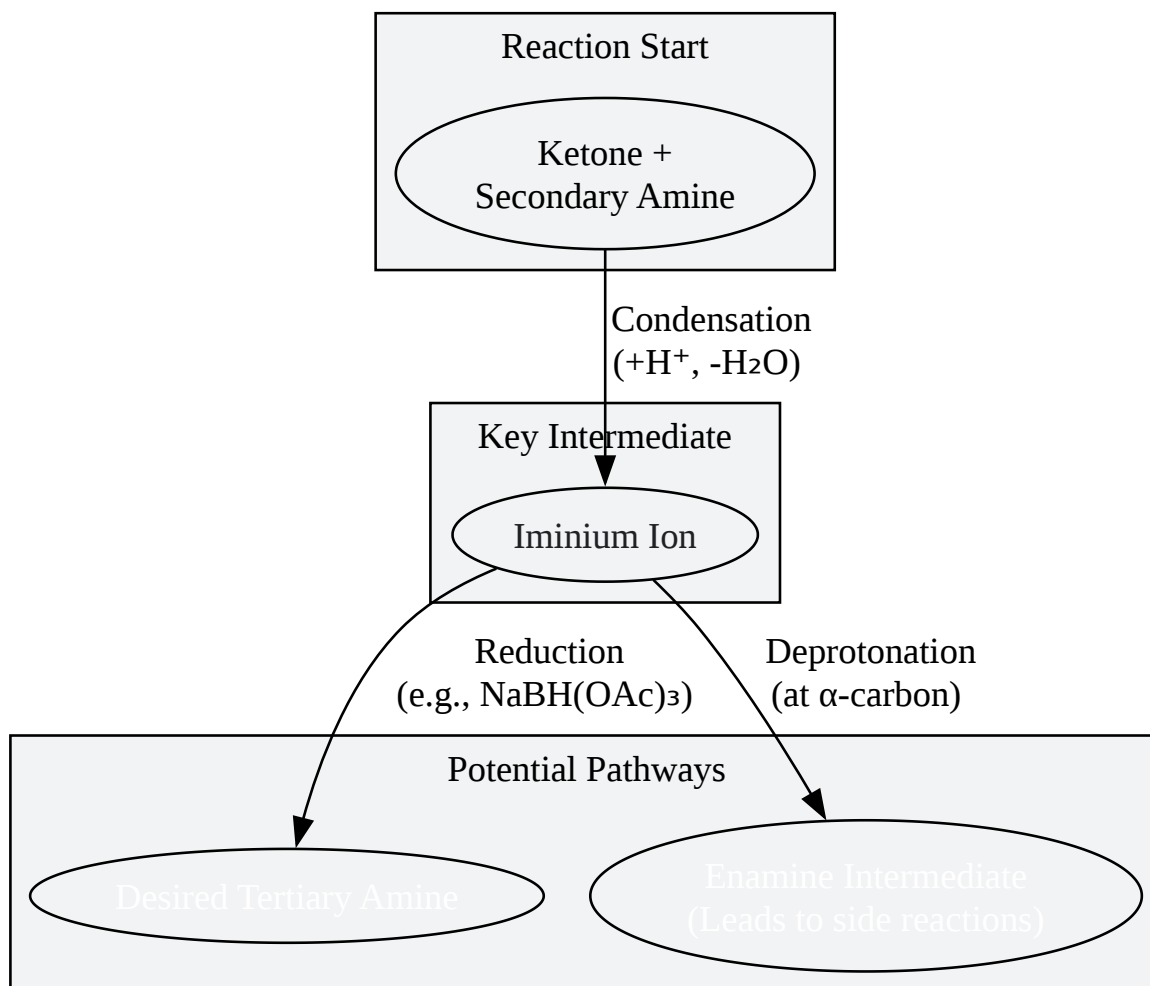 Reaction Start
Ketone +
Secondary Amine
Condensation
(+H⁺, -H₂O)
Key Intermediate
Iminium Ion
Reduction
(e.g., NaBH(OAc)₃)
Deprotonation
(at α-carbon)
Potential Pathways
Desired Tertiary Amine
Enamine Intermediate
(Leads to side reactions)